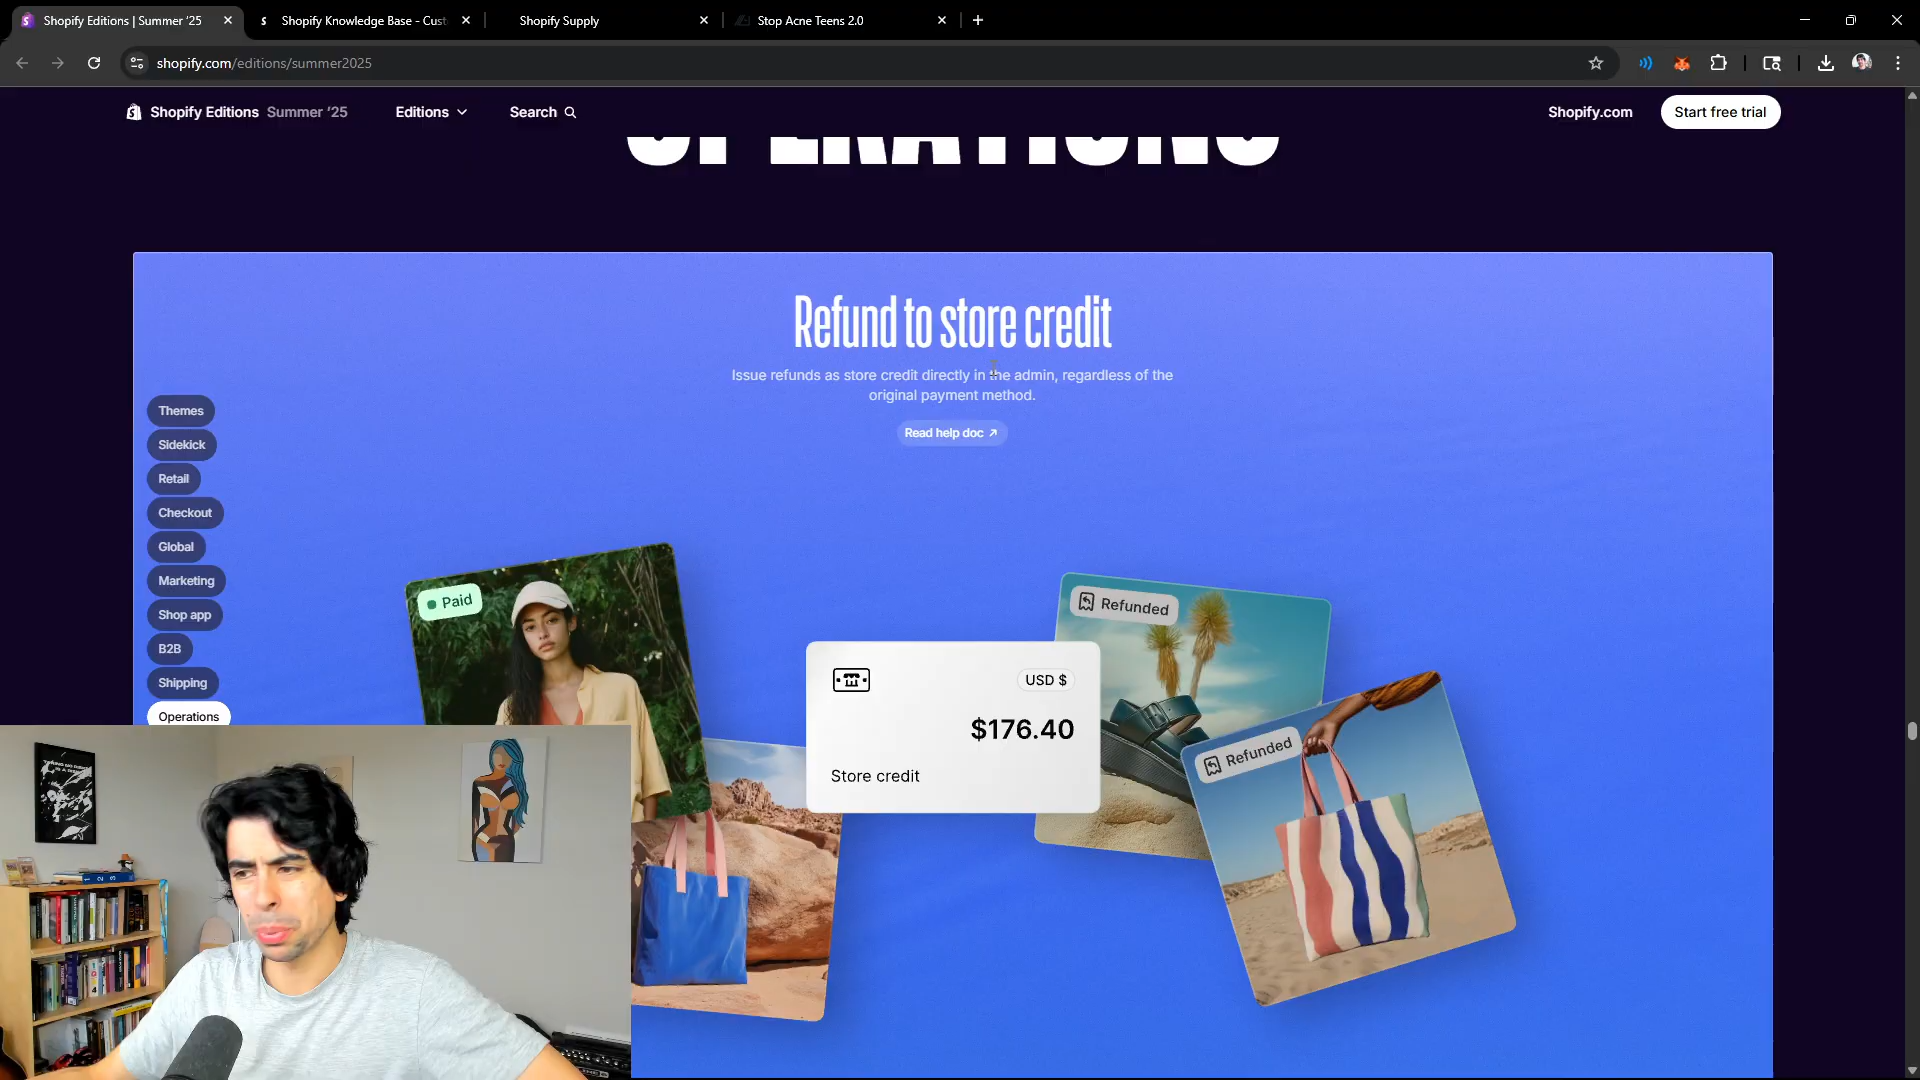 Shopify Editions | Summer '25
Shopify Knowledge Base - Cust
Shopify Supply
Stop Acne Teens 2.0
shopify.com/editions/summer2025
Shopify Editions Summer '25
Editions
Search
Shopify.com
Start free trial
OPERATIONS
Refund to store credit
Issue refunds as store credit directly in the admin, regardless of the
original payment method.
Read help doc ↗
Themes
Sidekick
Retail
Checkout
Global
Marketing
Shop app
B2B
Shipping
Operations
Paid
Refunded
USD $
$176.40
Store credit
Refunded